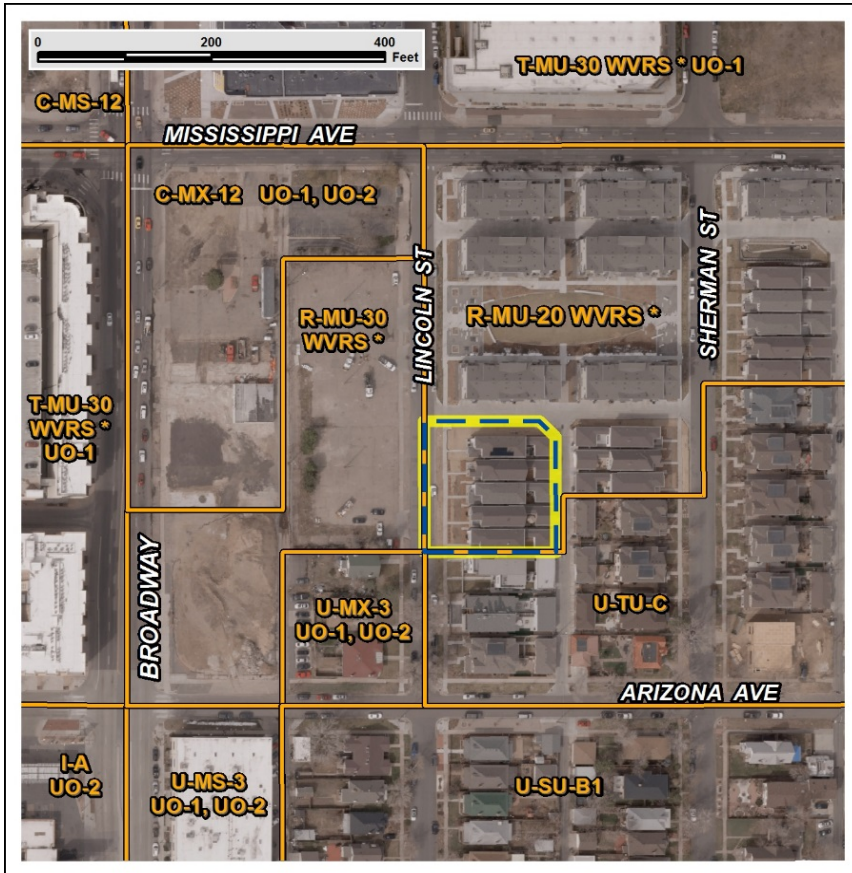 0 200 400
Feet
T-MU-30 WVRS * UO-1
C-MS-12
MISSISSIPPI AVE
C-MX-12 UO-1, UO-2
LINCOLN ST
SHERMAN ST
R-MU-30
WVRS *
R-MU-20 WVRS *
T-MU-30
WVRS *
UO-1
BROADWAY
U-MX-3
UO-1, UO-2
U-TU-C
ARIZONA AVE
I-A
UO-2
U-MS-3
UO-1, UO-2
U-SU-B1